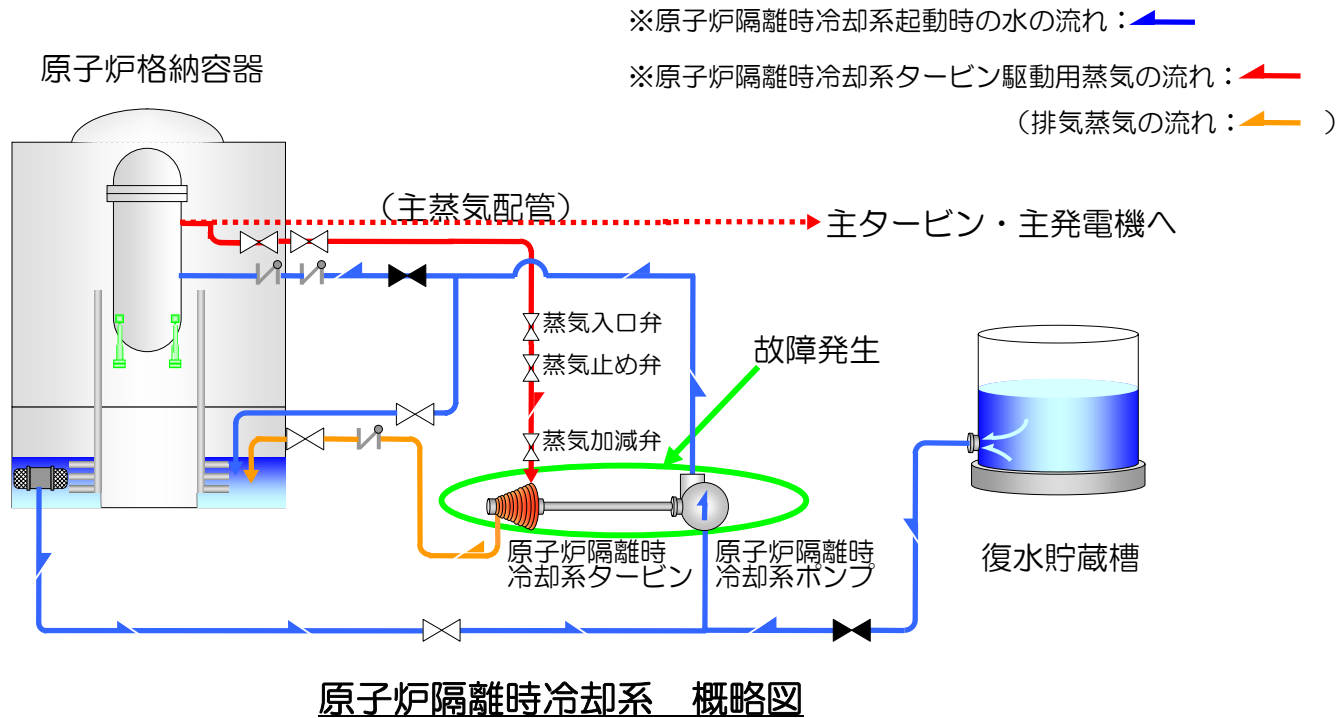 ※原子炉隔離時冷却系起動時の水の流れ：
※原子炉隔離時冷却系タービン駆動用蒸気の流れ：
（排気蒸気の流れ： ）
原子炉格納容器
（主蒸気配管）
主タービン・主発電機へ
蒸気入口弁
蒸気止め弁
蒸気加減弁
故障発生
原子炉隔離時
冷却系タービン
原子炉隔離時
冷却系ポンプ
復水貯蔵槽
原子炉隔離時冷却系　概略図